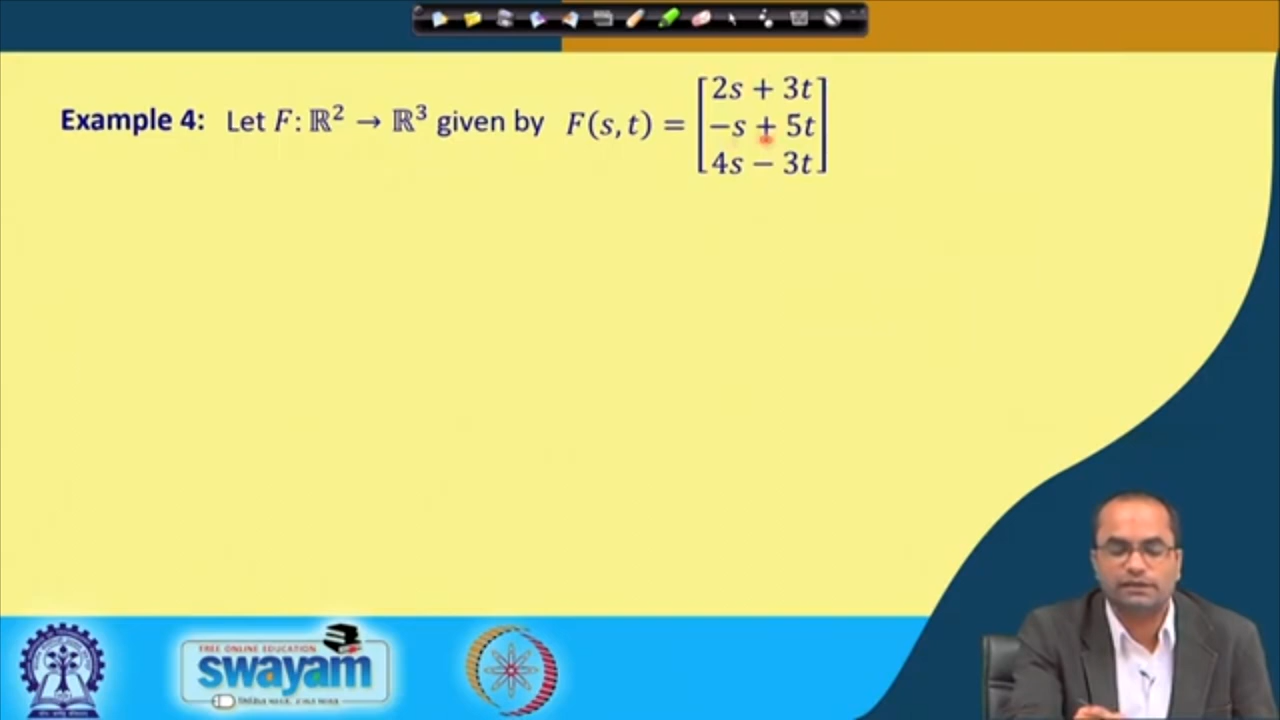 Example 4: Let F: ℝ² → ℝ³ given by F(s, t) = [2s + 3t
−s + 5t
4s − 3t]
FREE ONLINE EDUCATION
swayam